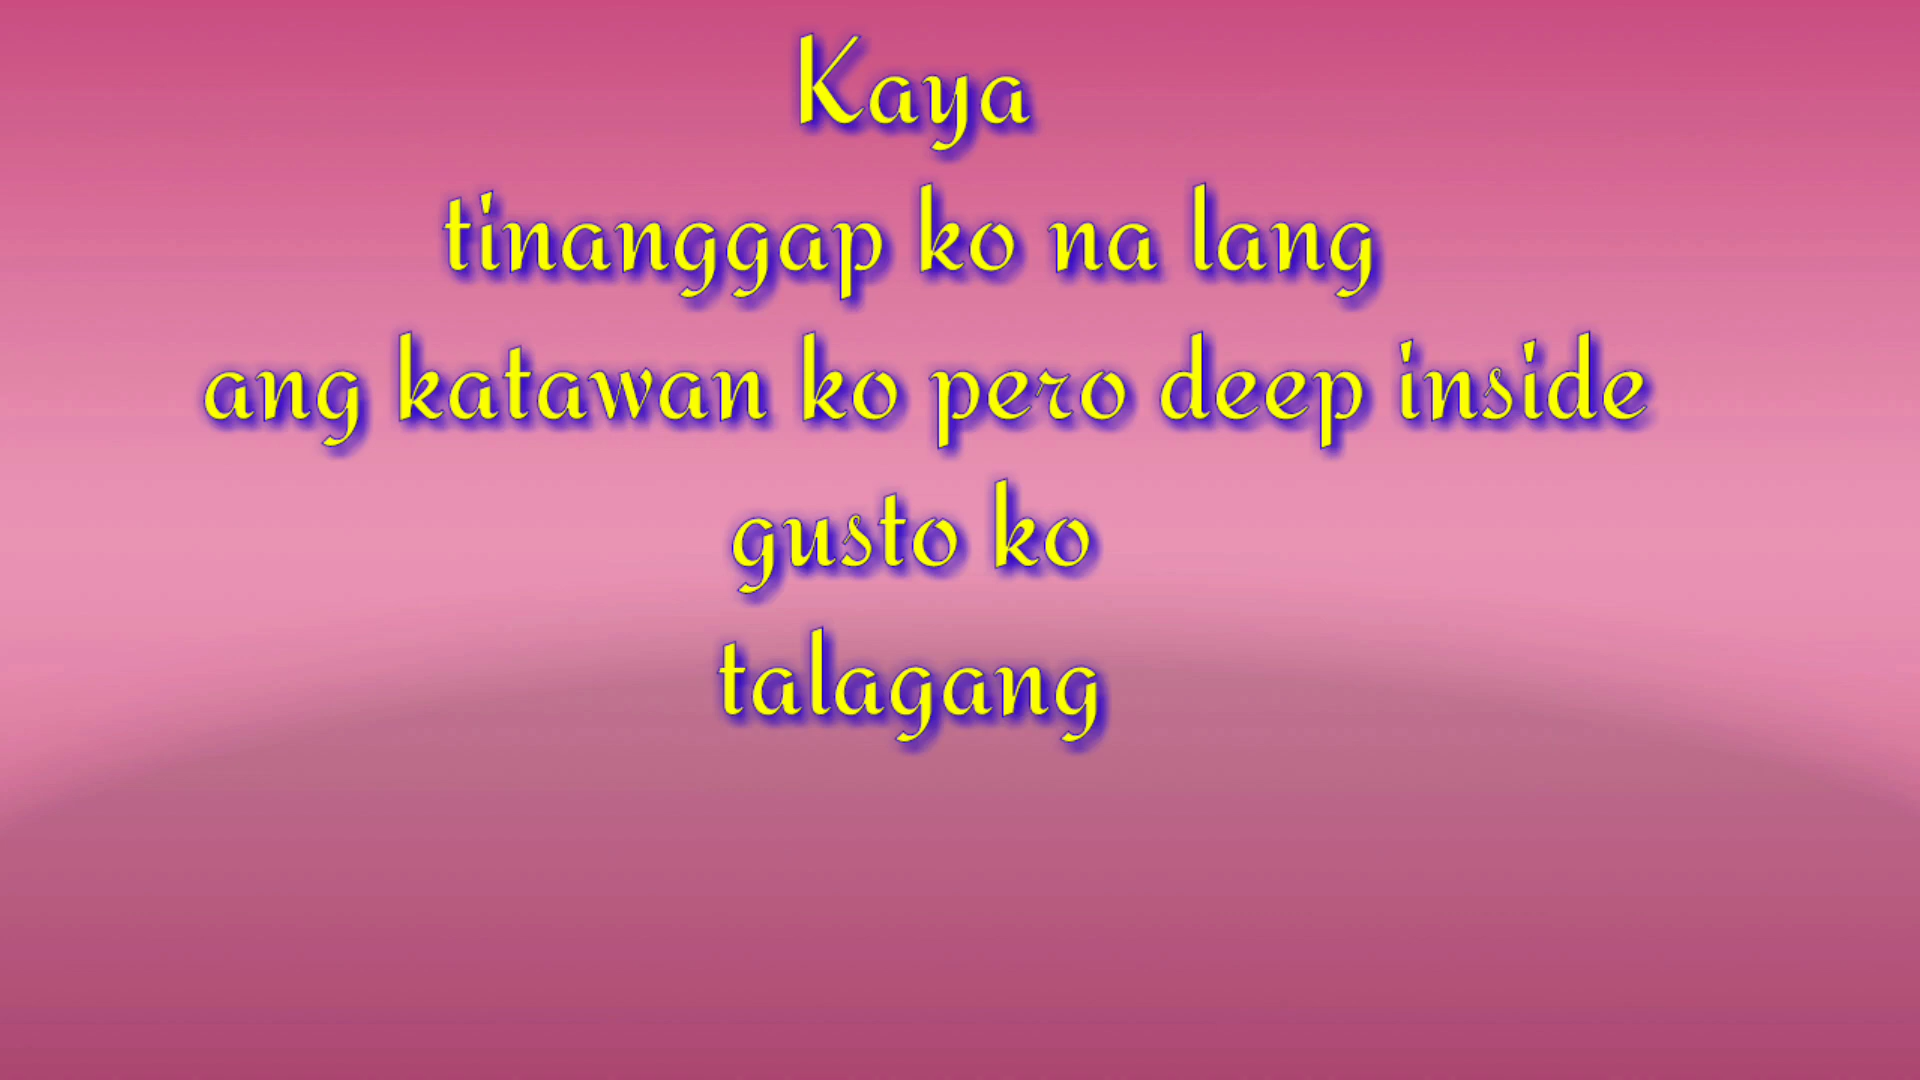 Kaya
tinanggap ko na lang
ang katawan ko pero deep inside
gusto ko
talagang